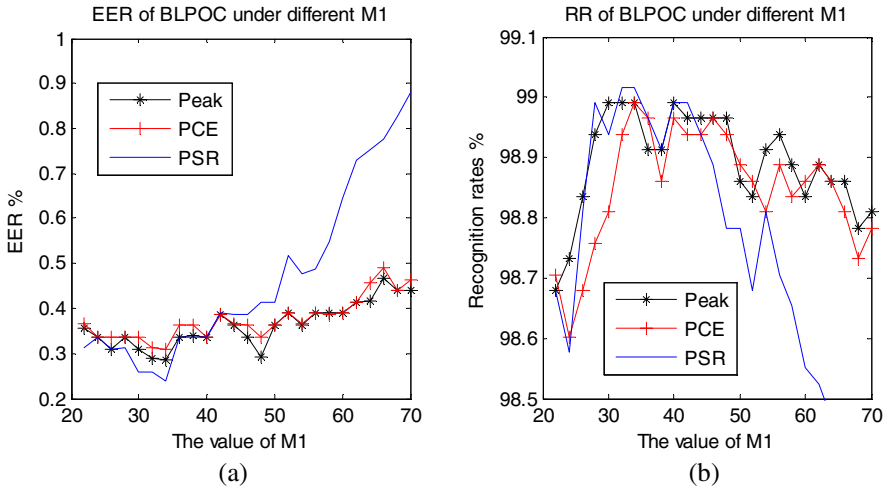 EER of BLPOC under different M1
1
0.9
0.8
0.7
0.6
0.5
0.4
0.3
0.2
EER %
Peak
PCE
PSR
20 30 40 50 60 70
The value of M1
(a)
RR of BLPOC under different M1
99.1
99
98.9
98.8
98.7
98.6
98.5
Recognition rates %
Peak
PCE
PSR
20 30 40 50 60 70
The value of M1
(b)